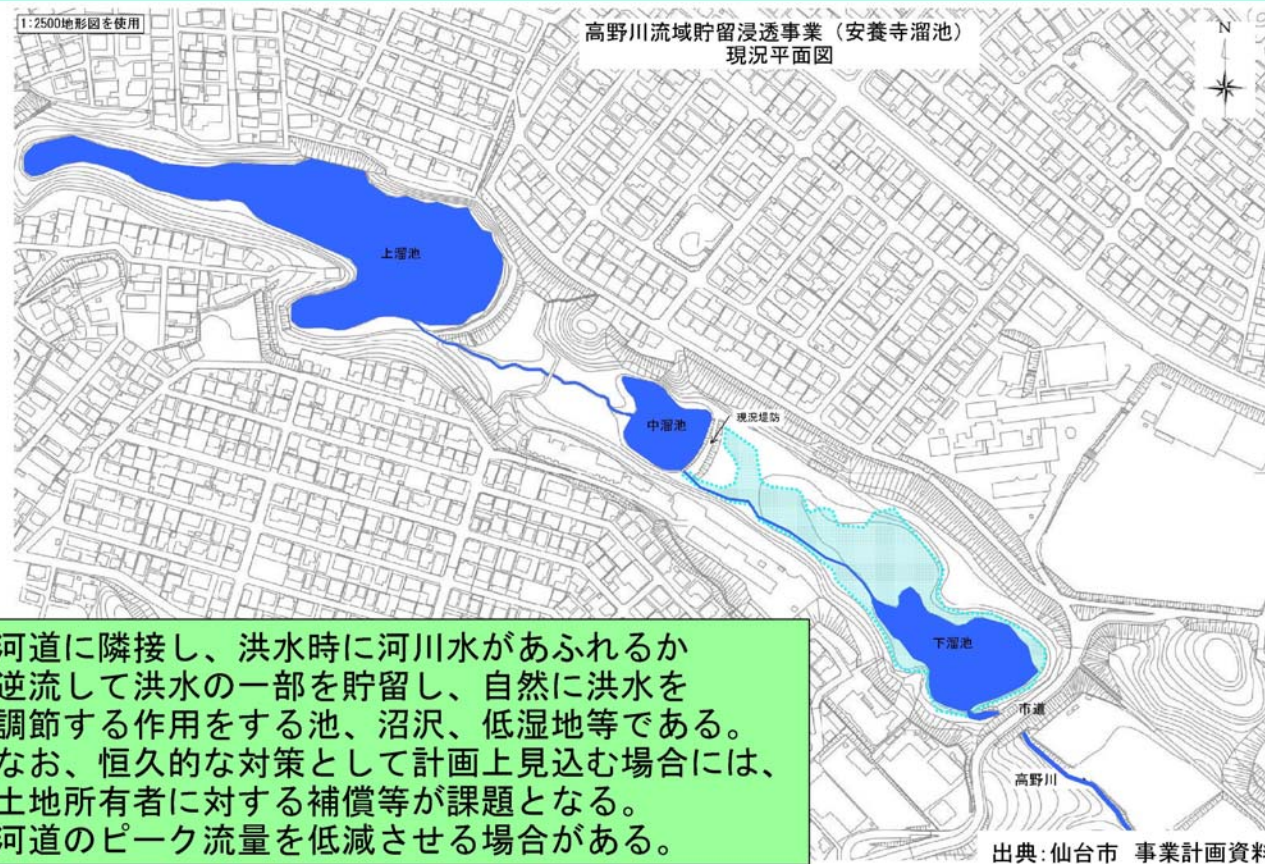 1:2500地形図を使用
高野川流域貯留浸透事業（安養寺溜池）
現況平面図
N
上溜池
中溜池
現況堤防
下溜池
市道
高野川
河道に隣接し、洪水時に河川水があふれるか
逆流して洪水の一部を貯留し、自然に洪水を
調節する作用をする池、沼沢、低湿地等である。
なお、恒久的な対策として計画上見込む場合には、
土地所有者に対する補償等が課題となる。
河道のピーク流量を低減させる場合がある。
出典:仙台市　事業計画資料